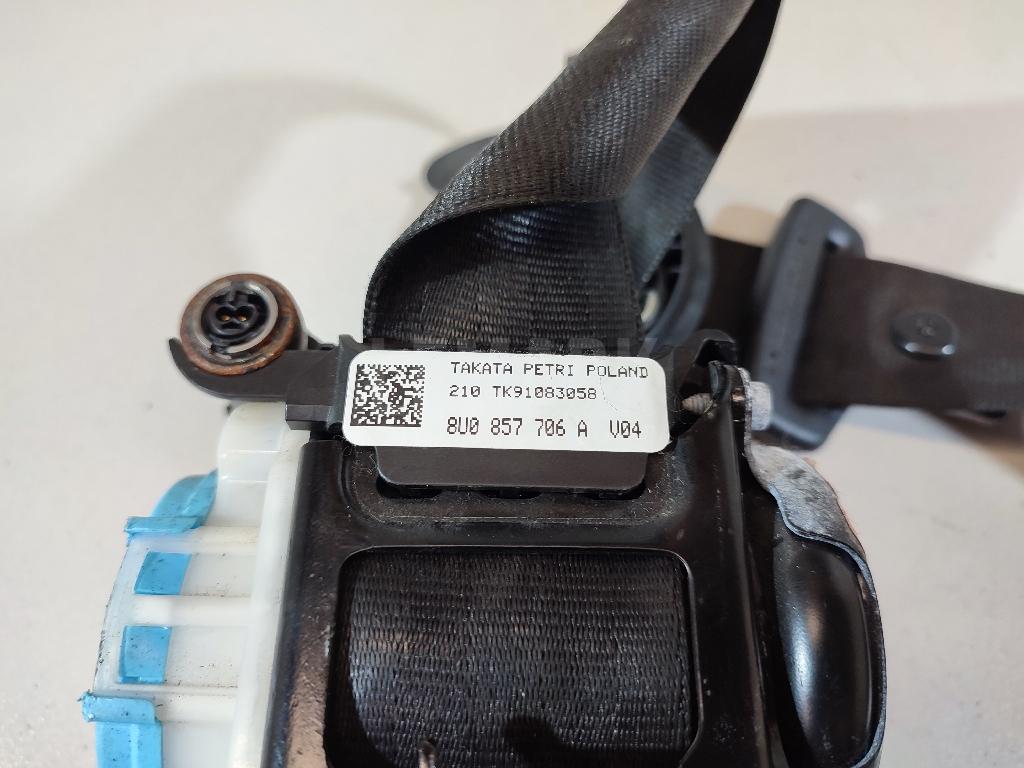 TAKATA PETRI POLAND
210 TK91083058
8U0 857 706 A V04